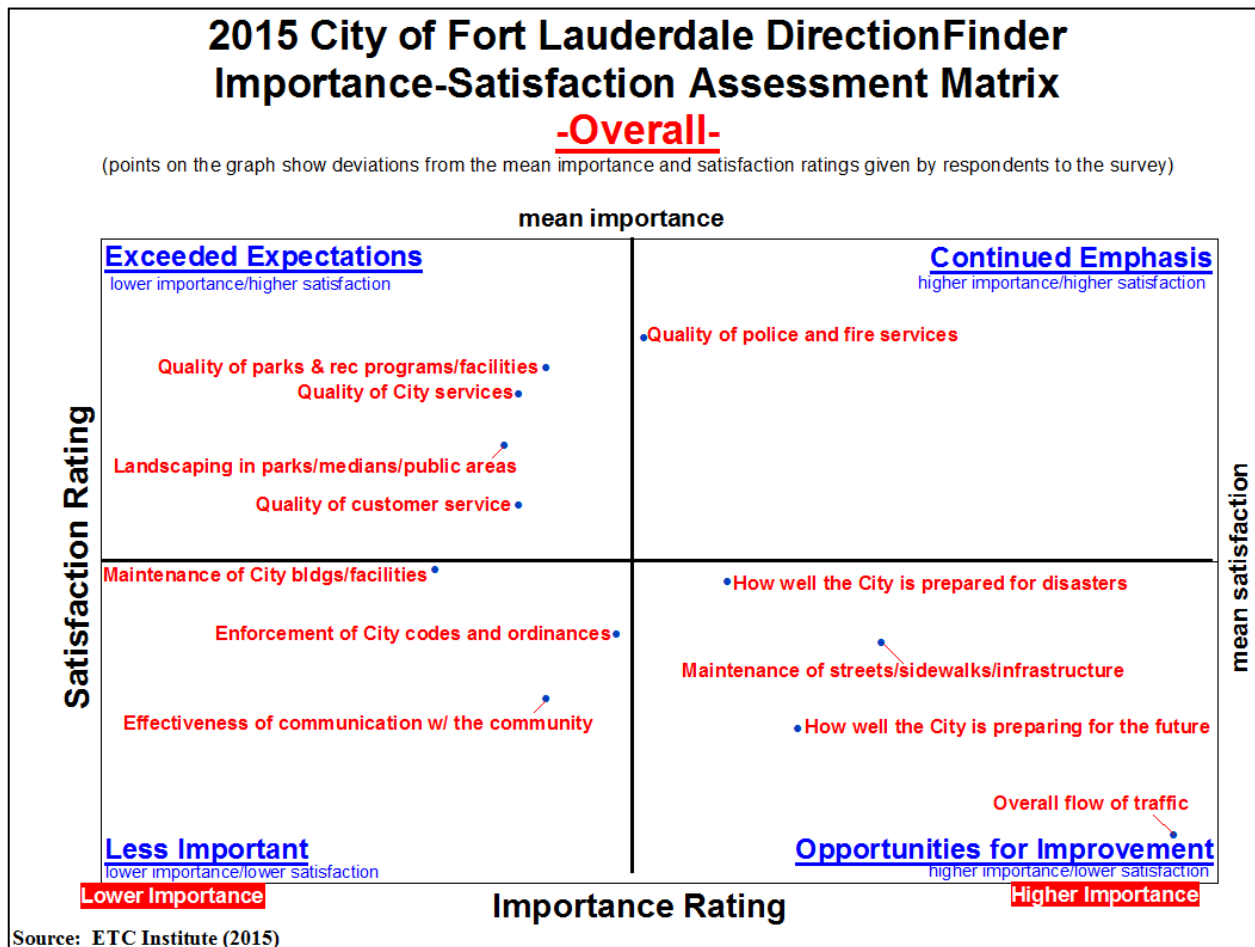 2015 City of Fort Lauderdale DirectionFinder
Importance-Satisfaction Assessment Matrix
-Overall-
(points on the graph show deviations from the mean importance and satisfaction ratings given by respondents to the survey)
mean importance
Exceeded Expectations
lower importance/higher satisfaction
Continued Emphasis
higher importance/higher satisfaction
Quality of police and fire services
Quality of parks & rec programs/facilities
Quality of City services
Landscaping in parks/medians/public areas
Quality of customer service
Satisfaction Rating
mean satisfaction
Maintenance of City bldgs/facilities
How well the City is prepared for disasters
Enforcement of City codes and ordinances
Maintenance of streets/sidewalks/infrastructure
Effectiveness of communication w/ the community
How well the City is preparing for the future
Overall flow of traffic
Less Important
lower importance/lower satisfaction
Opportunities for Improvement
higher importance/lower satisfaction
Lower Importance
Importance Rating
Higher Importance
Source: ETC Institute (2015)